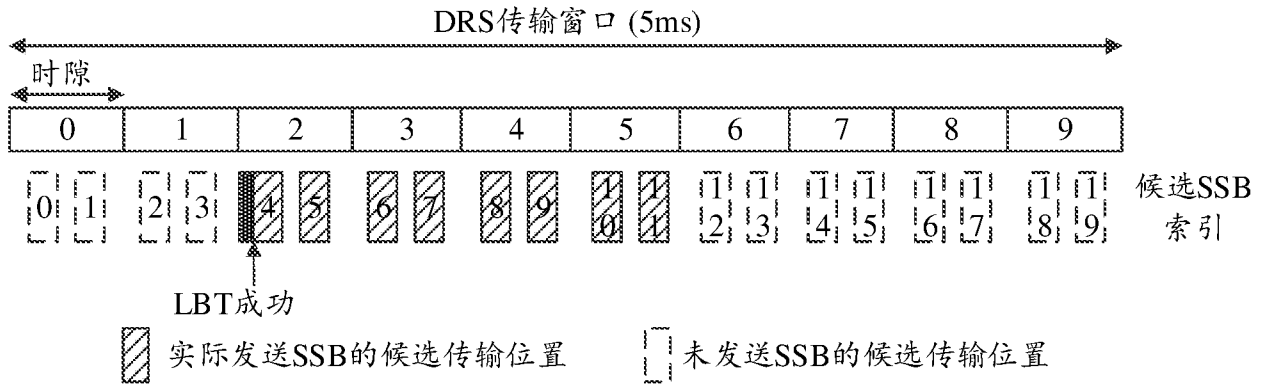 DRS传输窗口 (5ms)
时隙
0 1 2 3 4 5 6 7 8 9
0 1 2 3 4 5 6 7 8 9 10 11 12 13 14 15 16 17 18 19
候选SSB
索引
LBT成功
实际发送SSB的候选传输位置
未发送SSB的候选传输位置